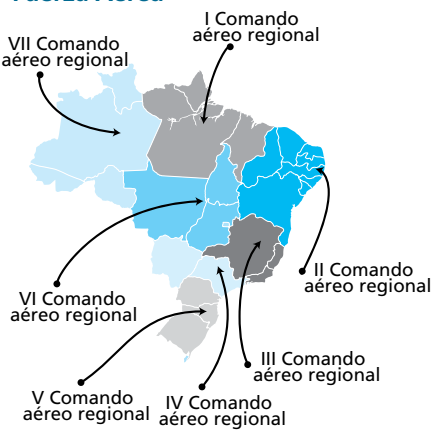 I Comando
aéreo regional
VII Comando
aéreo regional
II Comando
aéreo regional
VI Comando
aéreo regional
III Comando
aéreo regional
V Comando
aéreo regional
IV Comando
aéreo regional